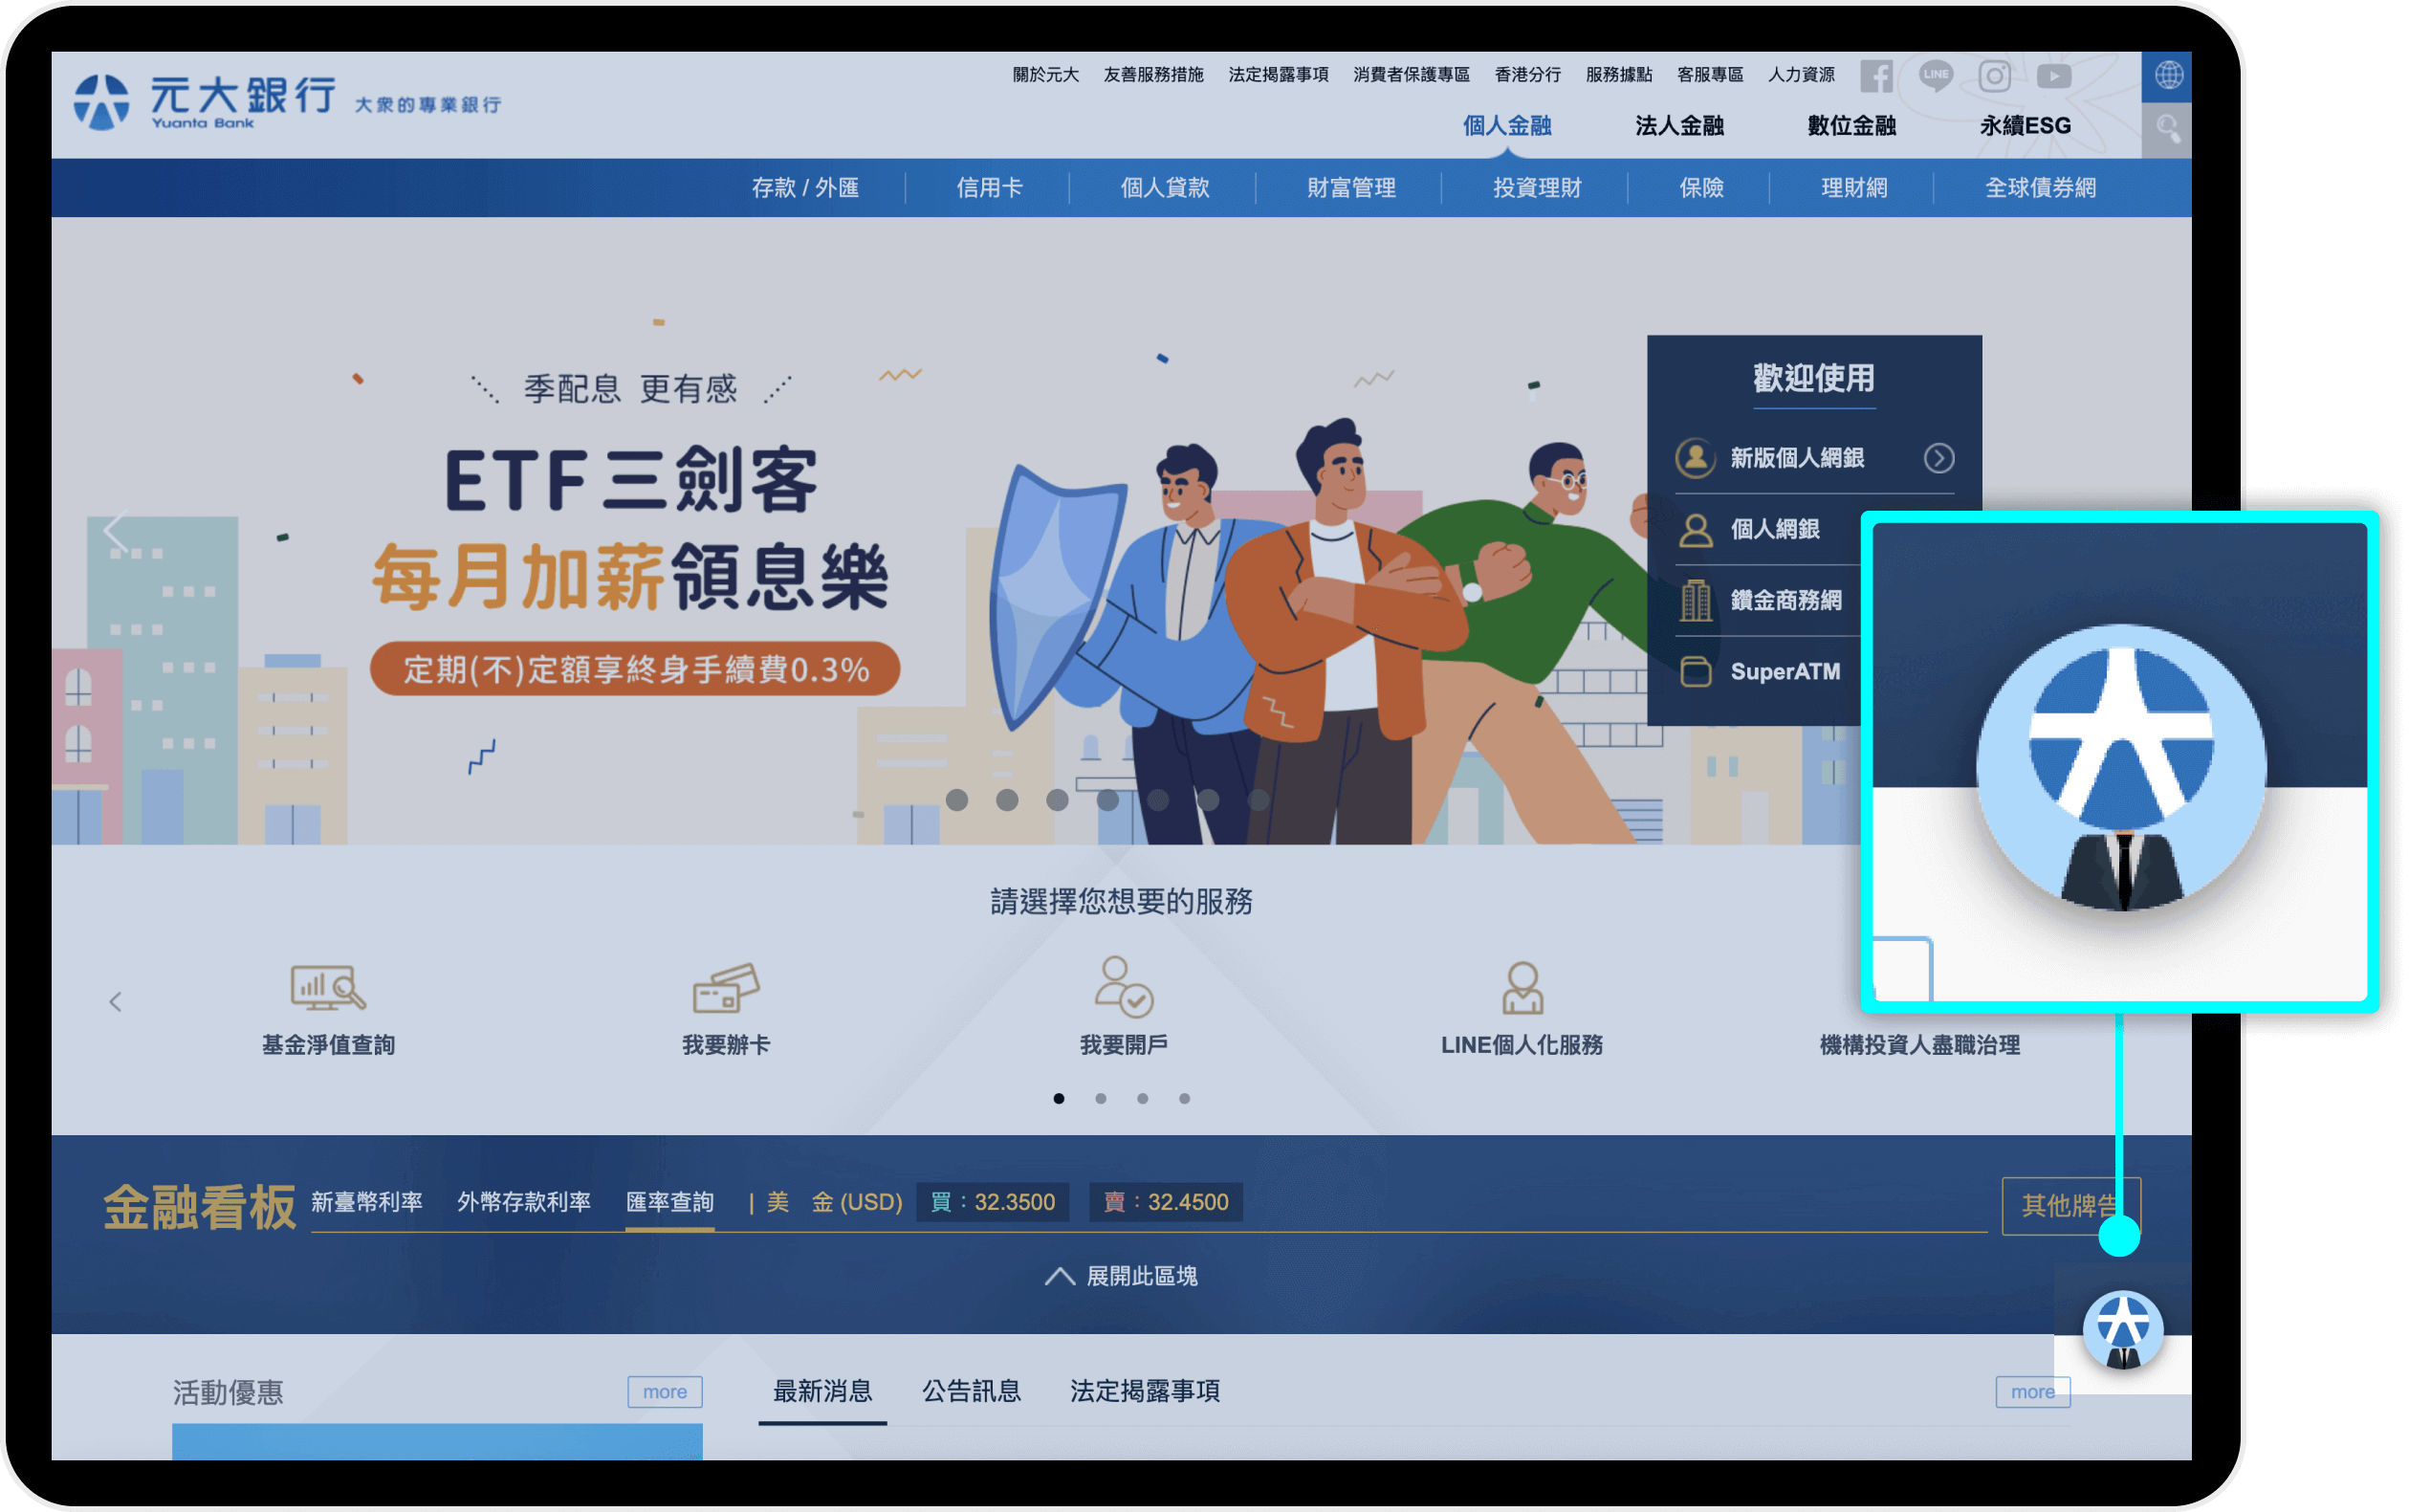 元大銀行 大衆的專業銀行
Yuanta Bank
關於元大 友善服務措施 法定揭露事項 消費者保護專區 香港分行 服務據點 客服專區 人力資源
LINE
個人金融 法人金融 數位金融 永續ESG
存款 / 外匯 信用卡 個人貸款 財富管理 投資理財 保險 理財網 全球債券網
季配息 更有感
ETF三劍客
每月加薪領息樂
定期(不)定額享終身手續費0.3%
歡迎使用
新版個人網銀
個人網銀
鑽金商務網
SuperATM
請選擇您想要的服務
基金淨值查詢 我要辦卡 我要開戶 LINE個人化服務 機構投資人盡職治理
金融看板 新臺幣利率 外幣存款利率 匯率查詢 | 美 金 (USD) 買：32.3500 賣：32.4500 其他牌告
展開此區塊
活動優惠 more 最新消息 公告訊息 法定揭露事項 more